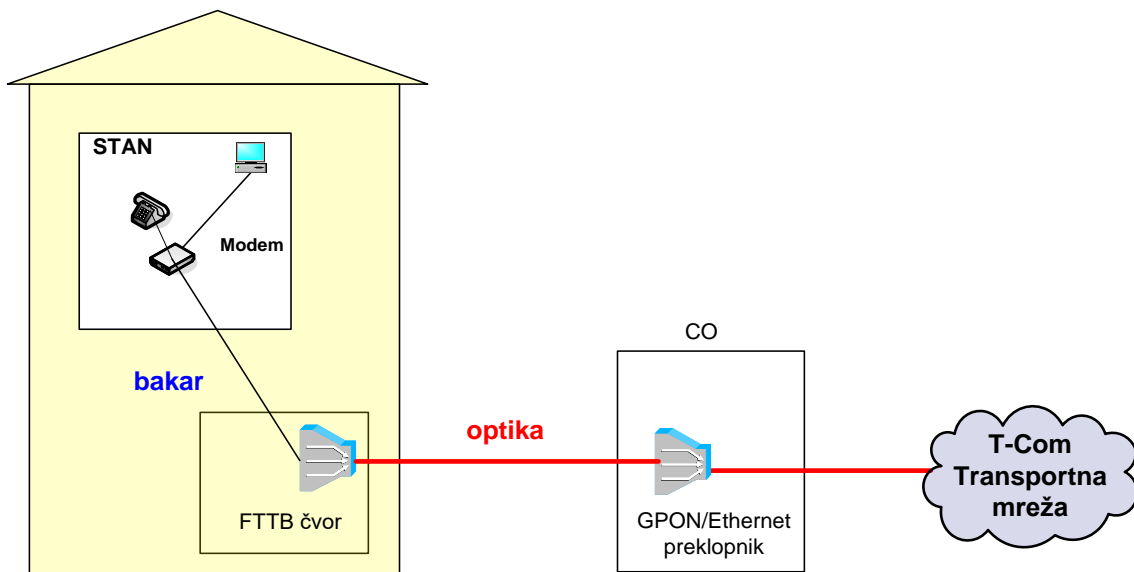 STAN
Modem
bakar
FTTB čvor
optika
CO
GPON/Ethernet
preklopnik
T-Com
Transportna
mreža